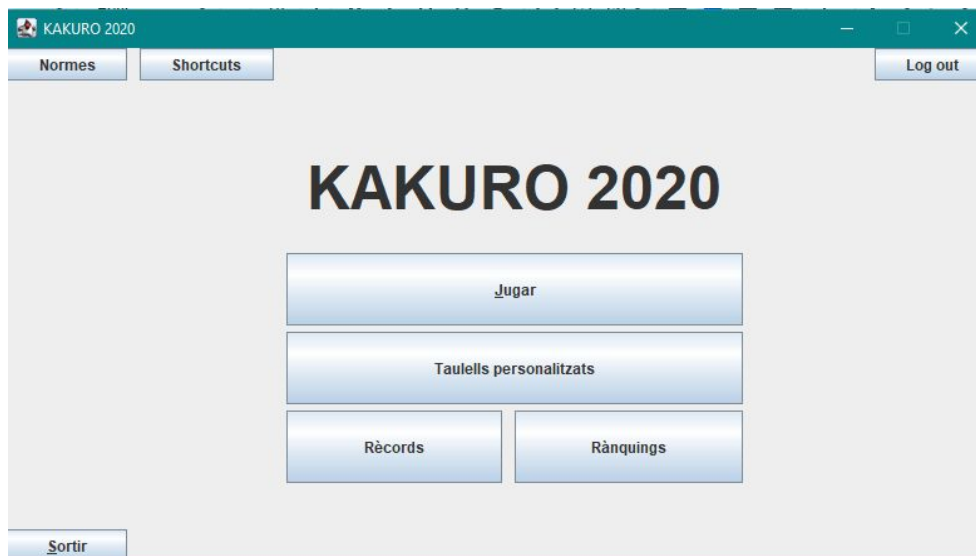 KAKURO 2020
Normes Shortcuts Log out
KAKURO 2020
Jugar
Taulells personalitzats
Rècords Rànquings
Sortir